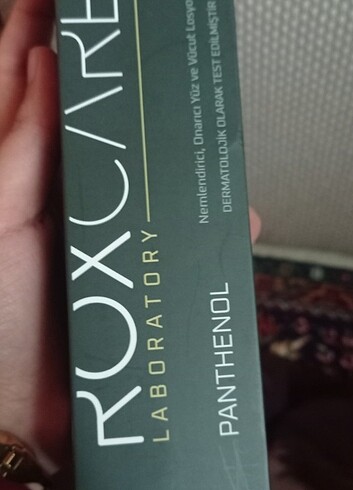 ROXCARE
LABORATORY
PANTHENOL
Nemlendirici, Onarıcı Yüz ve Vücut Losyo
DERMATOLOJİK OLARAK TEST EDİLMİŞTİR